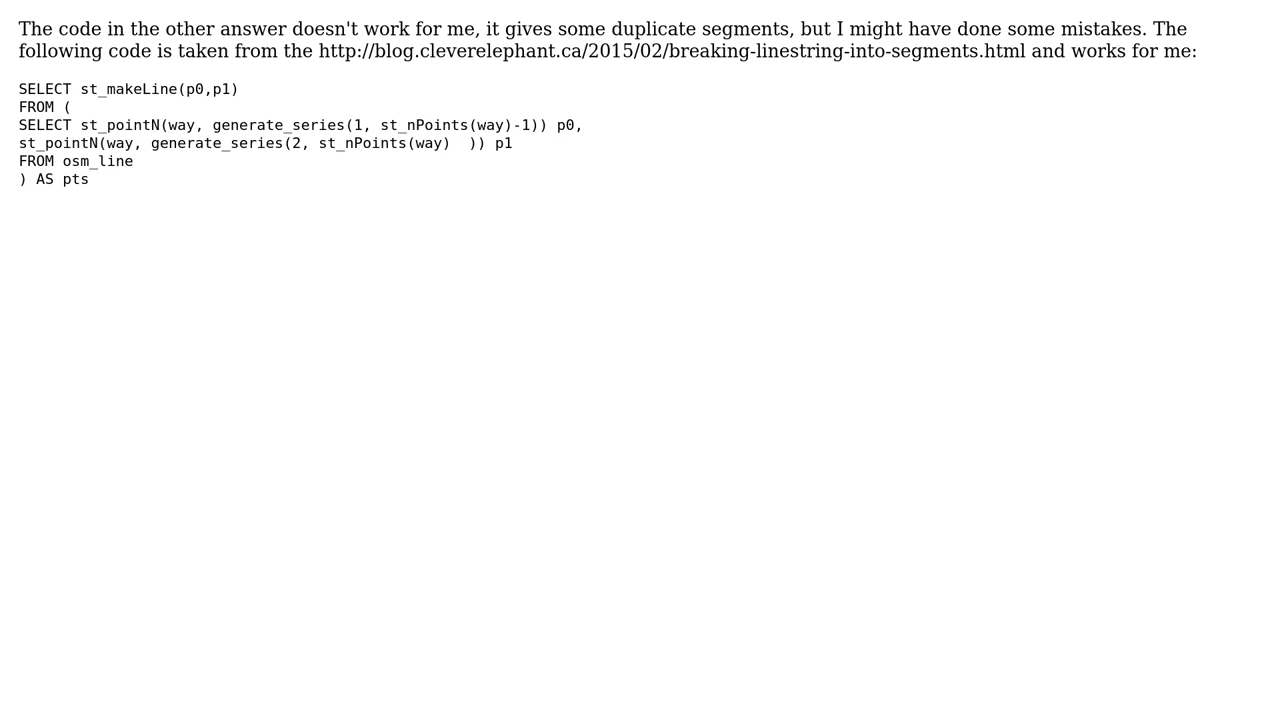 The code in the other answer doesn't work for me, it gives some duplicate segments, but I might have done some mistakes. The
following code is taken from the http://blog.cleverelephant.ca/2015/02/breaking-linestring-into-segments.html and works for me:
SELECT st_makeLine(p0,p1)
FROM (
SELECT st_pointN(way, generate_series(1, st_nPoints(way)-1)) p0,
st_pointN(way, generate_series(2, st_nPoints(way)  )) p1
FROM osm_line
) AS pts